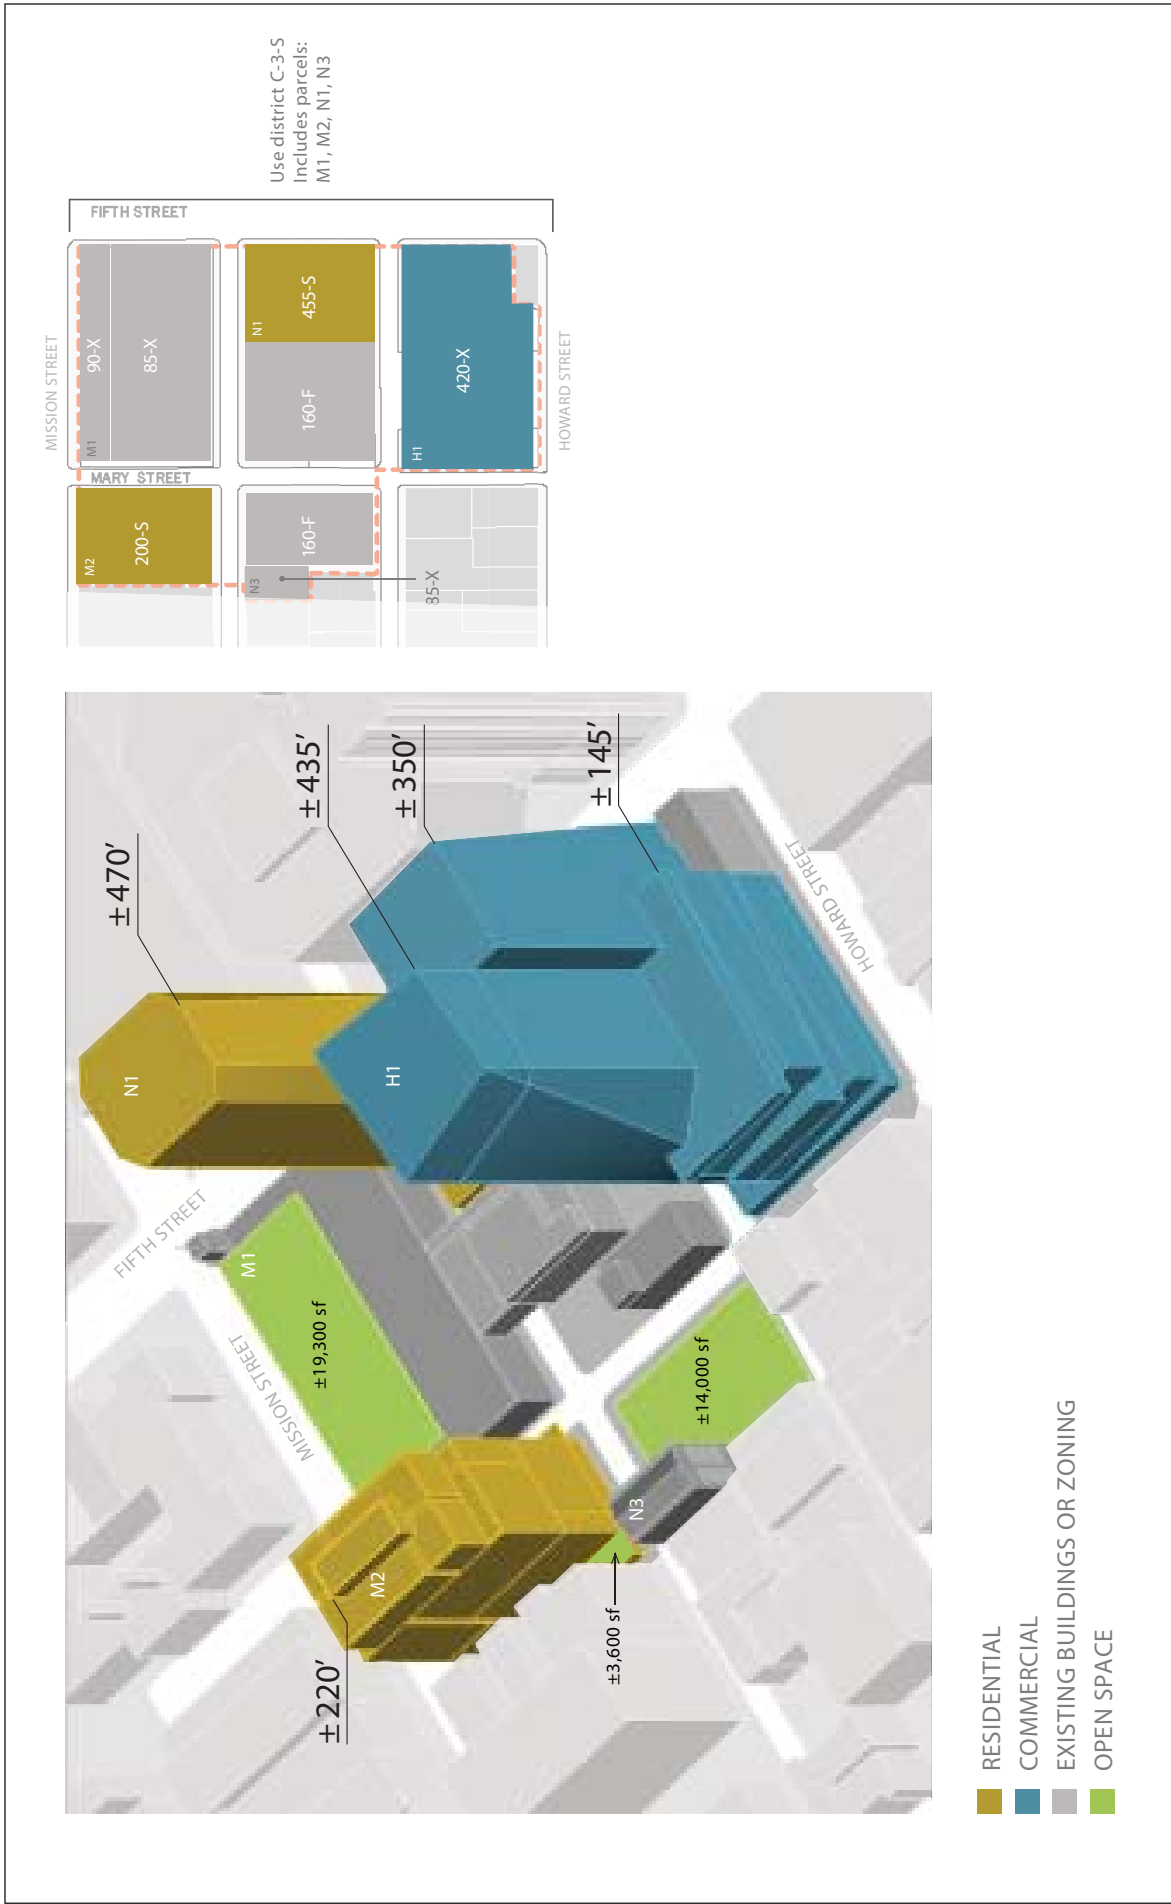 ±470’
±435’
±350’
±145’
±220’
N1
H1
M1
M2
N3
FIFTH STREET
MISSION STREET
HOWARD STREET
±19,300 sf
±14,000 sf
±3,600 sf
RESIDENTIAL
COMMERCIAL
EXISTING BUILDINGS OR ZONING
OPEN SPACE
MISSION STREET
FIFTH STREET
MARY STREET
HOWARD STREET
M2
200-S
M1
90-X
85-X
N3
160-F
160-F
N1
455-S
85-X
H1
420-X
Use district C-3-S
Includes parcels:
M1, M2, N1, N3